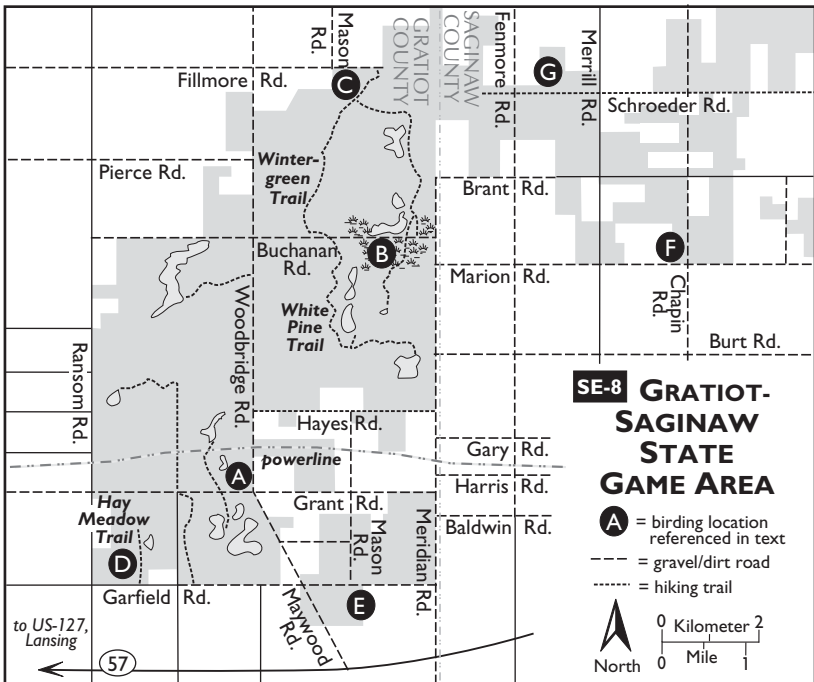 Mason
Rd.
GRATIOT
COUNTY
SAGINAW
COUNTY
Fenmore
Rd.
Merrill
Rd.
G
C
Fillmore Rd.
Schroeder Rd.
Winter-
green
Trail
Pierce Rd.
Brant Rd.
Buchanan
Rd.
B
F
Marion Rd.
Chapin
Rd.
Woodbridge Rd.
White
Pine
Trail
Burt Rd.
Ransom Rd.
SE-8 GRATIOT-
SAGINAW
STATE
GAME AREA
Hayes Rd.
powerline
Gary Rd.
A
Harris Rd.
Grant Rd.
Hay
Meadow
Trail
Mason
Rd.
Meridian Rd.
Baldwin Rd.
A = birding location
referenced in text
= gravel/dirt road
= hiking trail
D
E
Garfield Rd.
Maywood
Rd.
to US-127,
Lansing
57
North
0 Kilometer 2
0 Mile 1